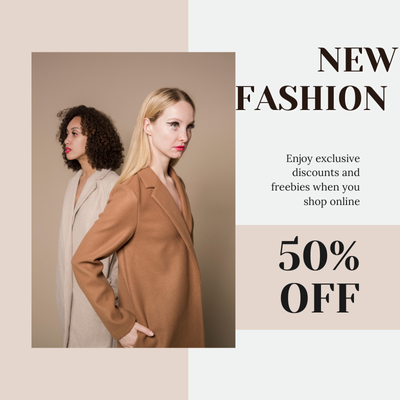 NEW
FASHION
Enjoy exclusive
discounts and
freebies when you
shop online
50%
OFF